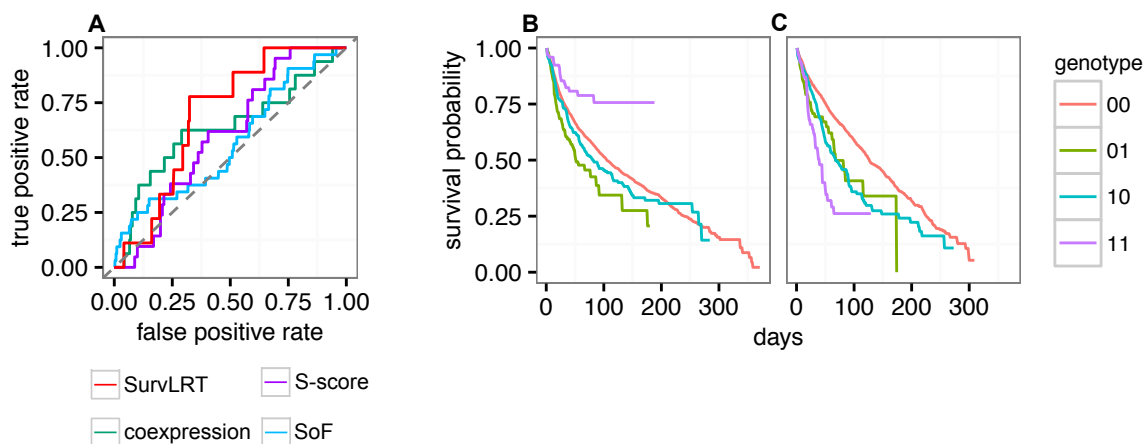 A
B
C
true positive rate
1.00
0.75
0.50
0.25
0.00
0.00 0.25 0.50 0.75 1.00
false positive rate
SurvLRT
S-score
coexpression
SoF
survival probability
1.00
0.75
0.50
0.25
0.00
0 100 200 300
0 100 200 300
days
genotype
00
01
10
11